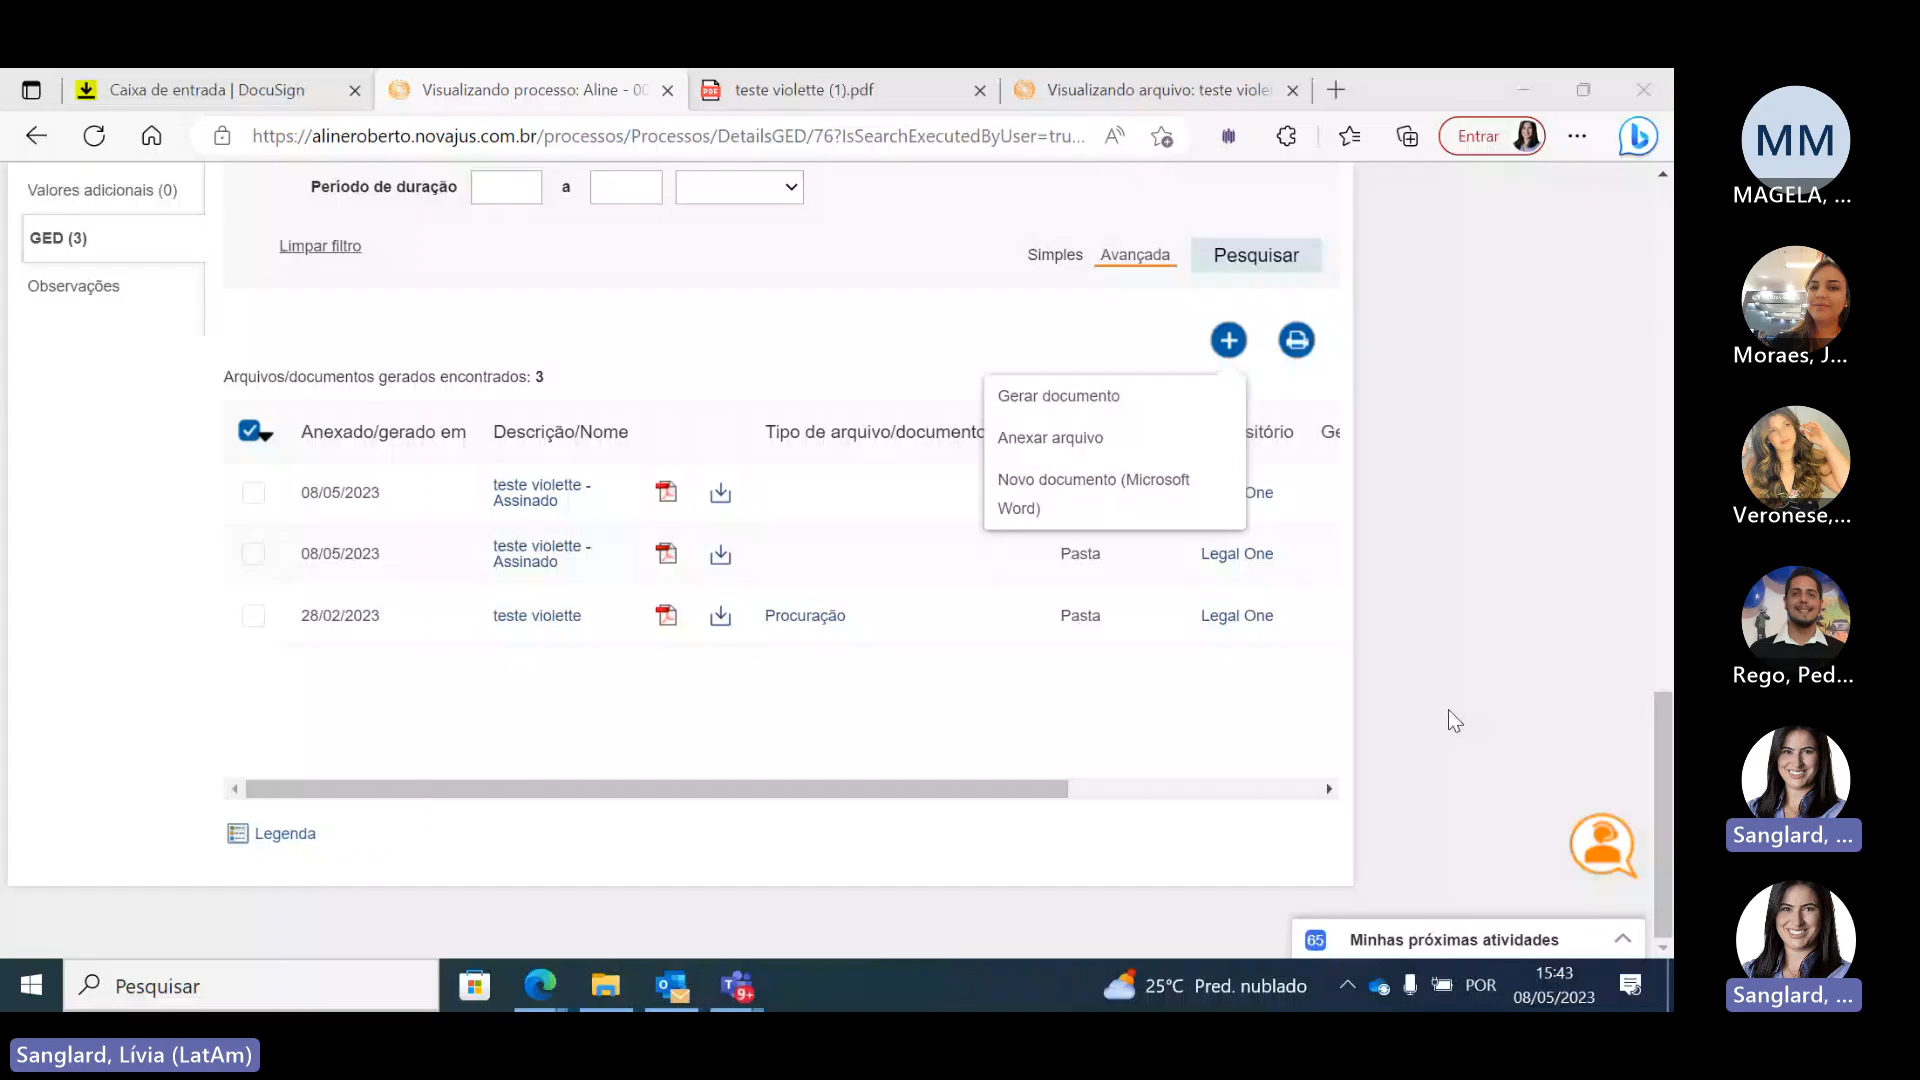 Caixa de entrada | DocuSign
Visualizando processo: Aline - 00
teste violette (1).pdf
Visualizando arquivo: teste viole
https://alineroberto.novajus.com.br/processos/Processos/DetailsGED/76?IsSearchExecutedByUser=tru...
Entrar
Valores adicionais (0)
GED (3)
Observações
Período de duração
a
Limpar filtro
Simples
Avançada
Pesquisar
Arquivos/documentos gerados encontrados: 3
Gerar documento
Anexar arquivo
Novo documento (Microsoft
Word)
Anexado/gerado em
Descrição/Nome
Tipo de arquivo/documento
sitório
Ge
08/05/2023
teste violette -
Assinado
One
08/05/2023
teste violette -
Assinado
Pasta
Legal One
28/02/2023
teste violette
Procuração
Pasta
Legal One
Legenda
65
Minhas próximas atividades
Pesquisar
9+
25°C Pred. nublado
POR
15:43
08/05/2023
MM
MAGELA, ...
Moraes, J...
Veronese,...
Rego, Ped...
Sanglard, ...
Sanglard, ...
Sanglard, Lívia (LatAm)